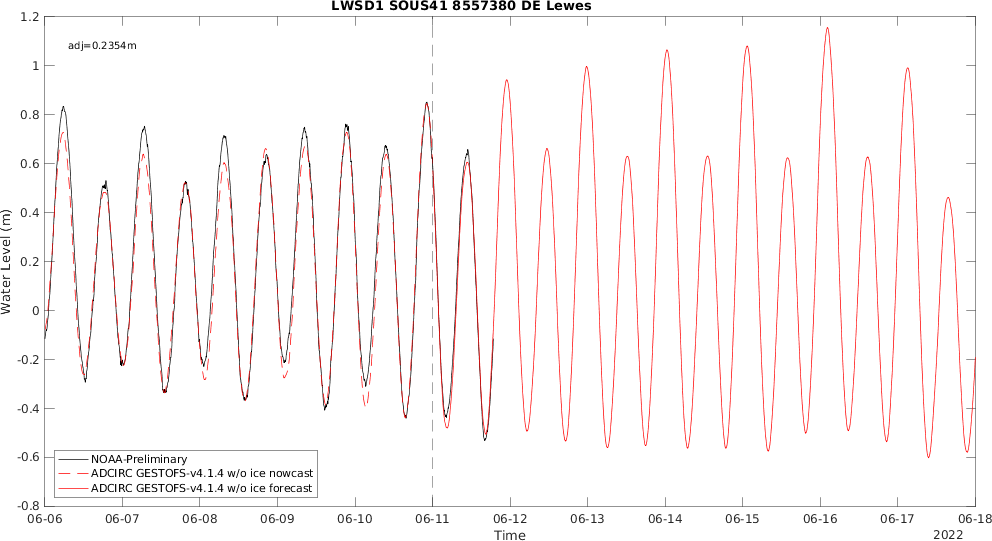 LWSD1 SOUS41 8557380 DE Lewes
adj=0.2354m
Water Level (m)
1.2
1
0.8
0.6
0.4
0.2
0
-0.2
-0.4
-0.6
-0.8
NOAA-Preliminary
ADCIRC GESTOFS-v4.1.4 w/o ice nowcast
ADCIRC GESTOFS-v4.1.4 w/o ice forecast
06-06 06-07 06-08 06-09 06-10 06-11 06-12 06-13 06-14 06-15 06-16 06-17 06-18
Time
2022